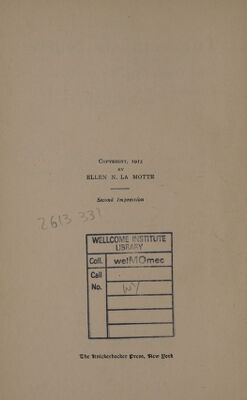 COPYRIGHT, 1915
BY
ELLEN N. LA MOTTE
Second Impression
2613 331
WELLCOME INSTITUTE
LIBRARY
Coll. welMOmec
Call
No. WY
The Knickerbocker Press, New York